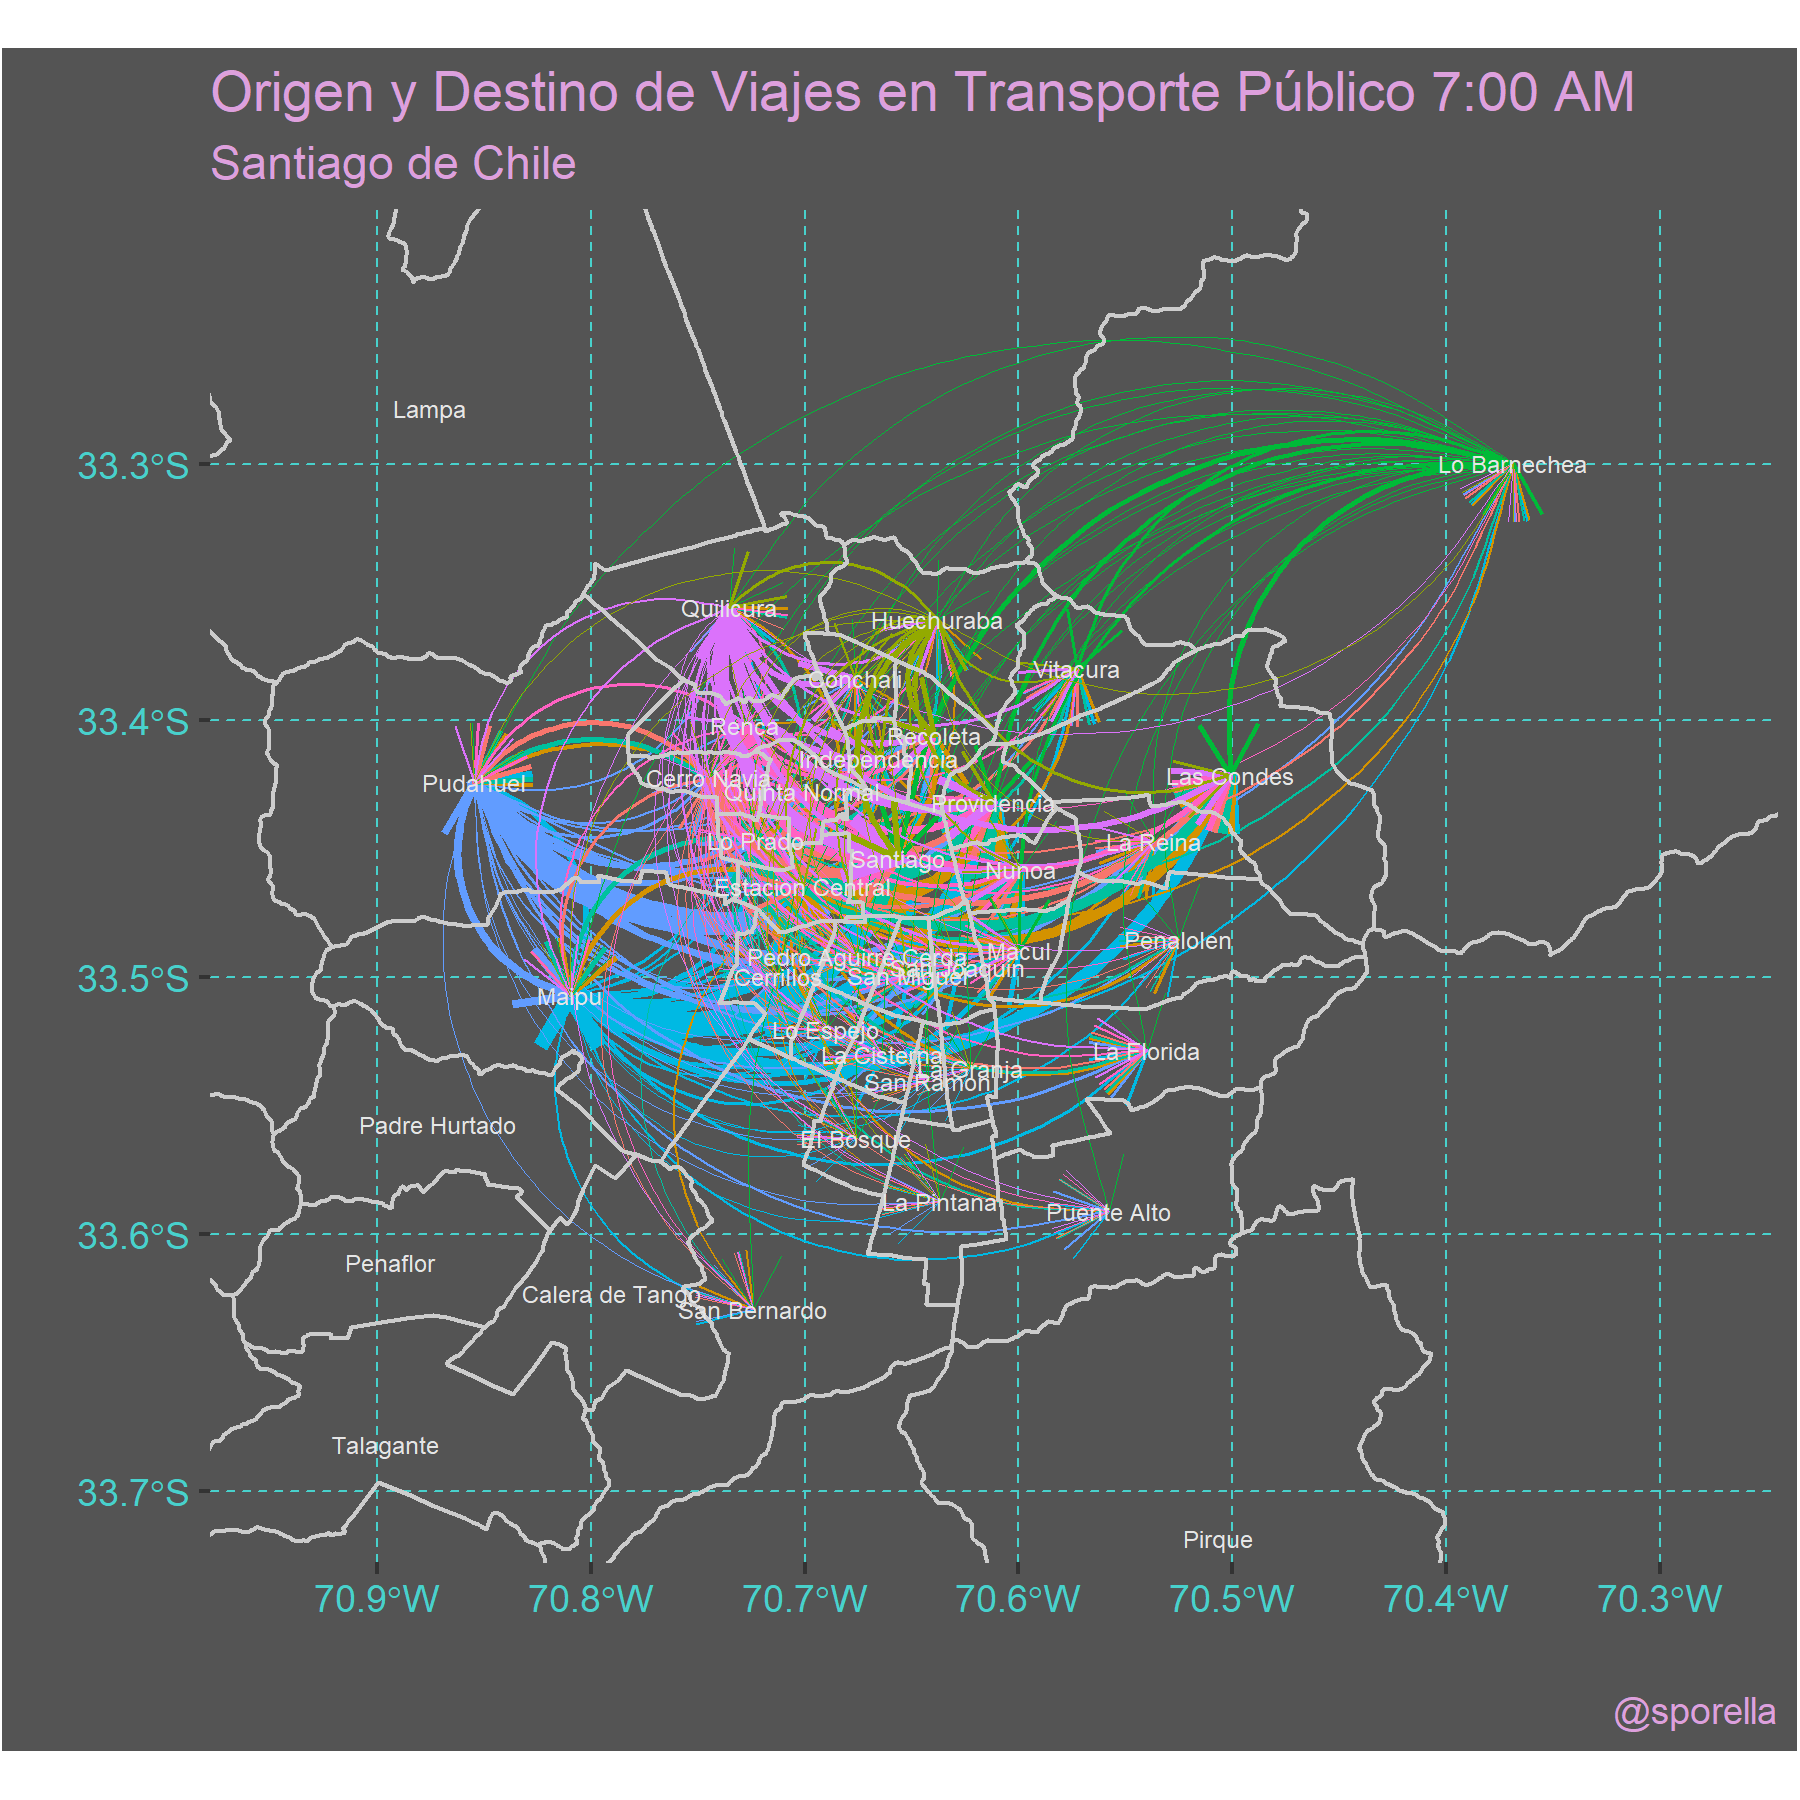 Origen y Destino de Viajes en Transporte Público 7:00 AM
Santiago de Chile
Lampa
33.3°S
Lo Barnechea
Quilicura
Huechuraba
Vitacura
Conchali
33.4°S
Renca
Recoleta
Independencia
Cerro Navia
Las Condes
Pudahuel
Quinta Normal
Providencia
Lo Prado
La Reina
Santiago
Nunoa
Estacion Central
Penalolen
Macul
Pedro Aguirre Cerda
San Joaquin
33.5°S
Cerrillos
San Miguel
Maipu
Lo Espejo
La Cisterna
La Florida
La Granja
San Ramon
Padre Hurtado
El Bosque
La Pintana
Puente Alto
33.6°S
Penaflor
Calera de Tango
San Bernardo
Talagante
33.7°S
Pirque
70.9°W 70.8°W 70.7°W 70.6°W 70.5°W 70.4°W 70.3°W
@sporella